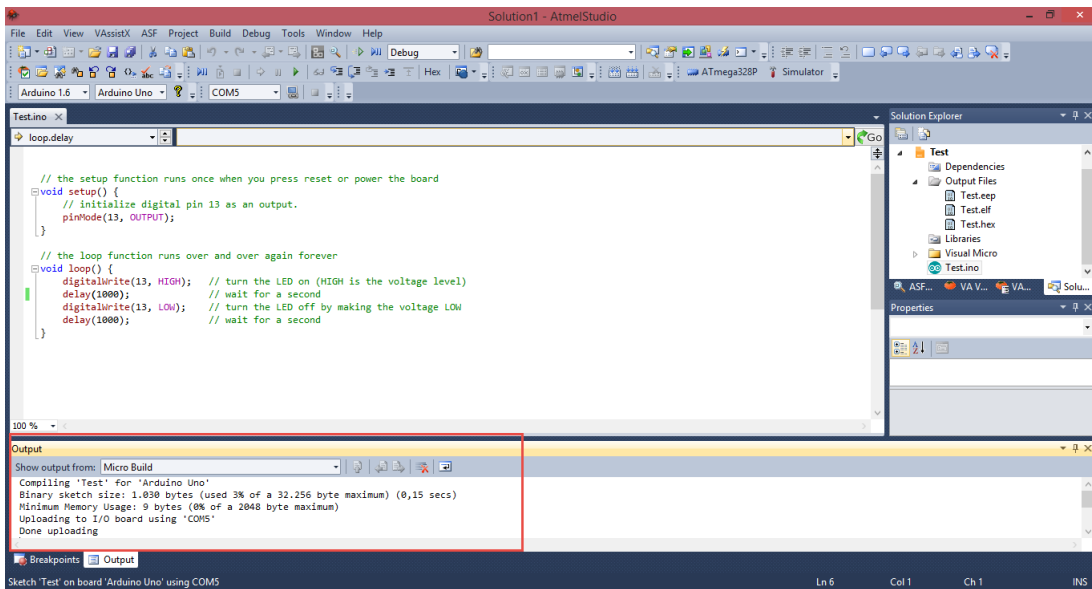 Solution1 - AtmelStudio
File Edit View VAssistX ASF Project Build Debug Tools Window Help
Debug
Hex
ATmega328P Simulator
Arduino 1.6 Arduino Uno COM5
Test.ino
Solution Explorer
loop.delay Go
Test
Dependencies
Output Files
Test.eep
Test.elf
Test.hex
Libraries
Visual Micro
Test.ino
ASF... VA V... VA... Solu...
Properties
// the setup function runs once when you press reset or power the board
void setup() {
// initialize digital pin 13 as an output.
pinMode(13, OUTPUT);
}
// the loop function runs over and over again forever
void loop() {
digitalWrite(13, HIGH); // turn the LED on (HIGH is the voltage level)
delay(1000); // wait for a second
digitalWrite(13, LOW); // turn the LED off by making the voltage LOW
delay(1000); // wait for a second
}
100 %
Output
Show output from: Micro Build
Compiling 'Test' for 'Arduino Uno'
Binary sketch size: 1.030 bytes (used 3% of a 32.256 byte maximum) (0,15 secs)
Minimum Memory Usage: 9 bytes (0% of a 2048 byte maximum)
Uploading to I/O board using 'COM5'
Done uploading
Breakpoints Output
Sketch 'Test' on board 'Arduino Uno' using COM5 Ln 6 Col 1 Ch 1 INS